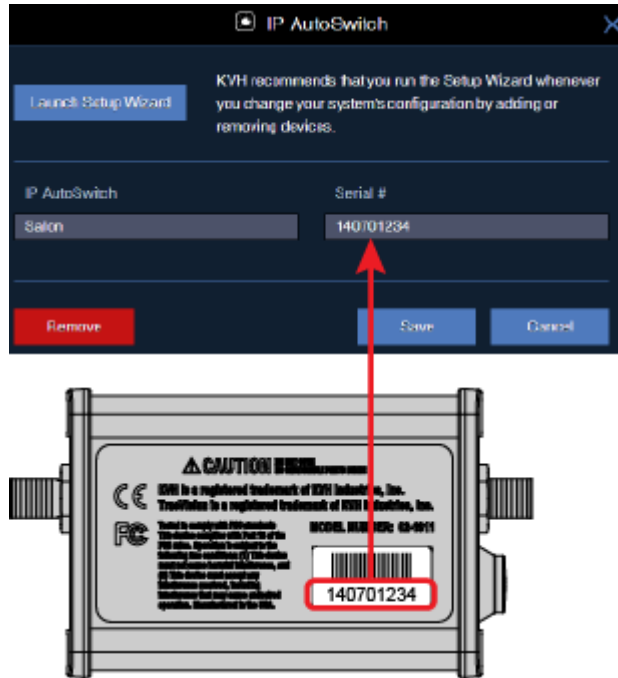 IP AutoSwitch
Launch Setup Wizard
KVH recommends that you run the Setup Wizard whenever
you change your system's configuration by adding or
removing devices.
IP AutoSwitch
Serial #
Salon
140701234
Remove
Save
Cancel
CAUTION
CE
KVH is a registered trademark of KVH Industries, Inc.
TracVision is a registered trademark of KVH Industries, Inc.
FC
MODEL NUMBER:
140701234